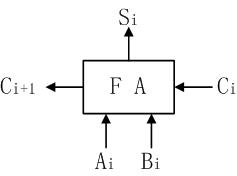 Si
Ci+1 F A Ci
Ai Bi